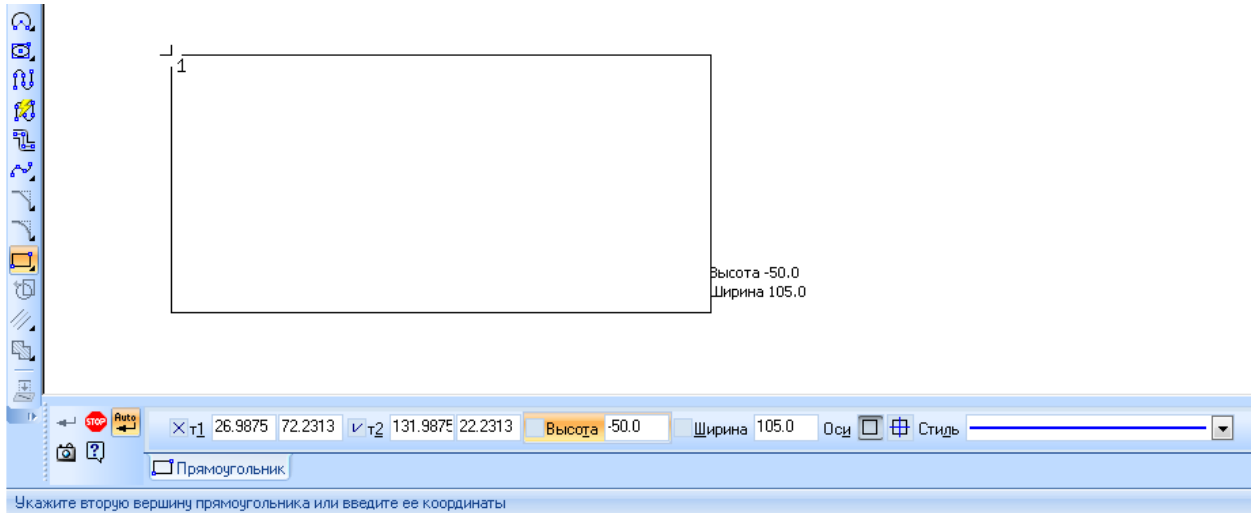 1
Высота -50.0
Ширина 105.0
STOP Auto
т1 26.9875 72.2313 т2 131.9875 22.2313 Высота -50.0 Ширина 105.0 Оси Стиль
Прямоугольник
Укажите вторую вершину прямоугольника или введите ее координаты